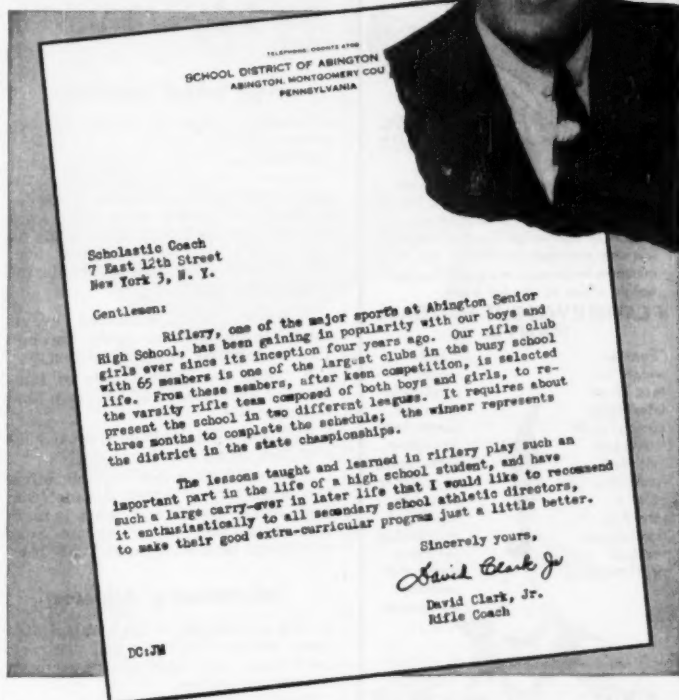 TELEPHONE: OGONTZ 4700
SCHOOL DISTRICT OF ABINGTON
ABINGTON, MONTGOMERY COU
PENNSYLVANIA
Scholastic Coach
7 East 12th Street
New York 3, N. Y.
Gentlemen:
Riflery, one of the major sports at Abington Senior
High School, has been gaining in popularity with our boys and
girls ever since its inception four years ago. Our rifle club
with 65 members is one of the largest clubs in the busy school
life. From these members, after keen competition, is selected
the varsity rifle team composed of both boys and girls, to re-
present the school in two different leagues. It requires about
three months to complete the schedule; the winner represents
the district in the state championships.
The lessons taught and learned in riflery play such an
important part in the life of a high school student, and have
such a large carry-over in later life that I would like to recommend
it enthusiastically to all secondary school athletic directors,
to make their good extra-curricular program just a little better.
Sincerely yours,
David Clark Jr
David Clark, Jr.
Rifle Coach
DC:JM